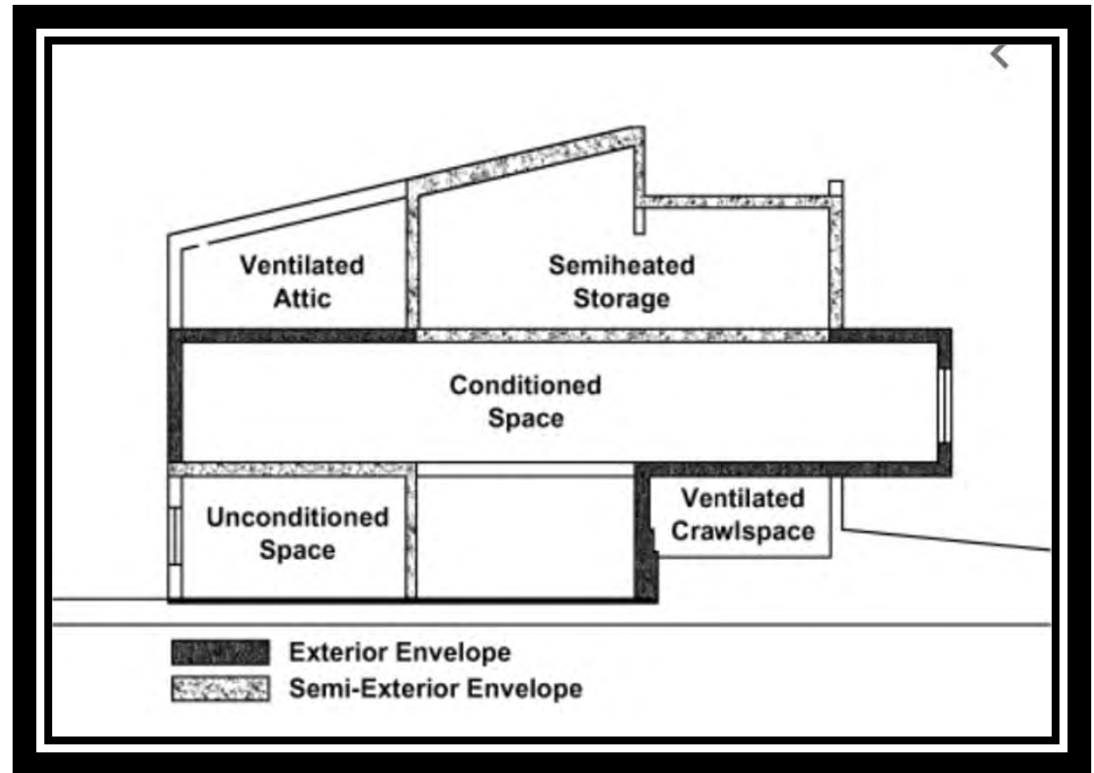 Ventilated
Attic
Semiheated
Storage
Conditioned
Space
Unconditioned
Space
Ventilated
Crawlspace
Exterior Envelope
Semi-Exterior Envelope